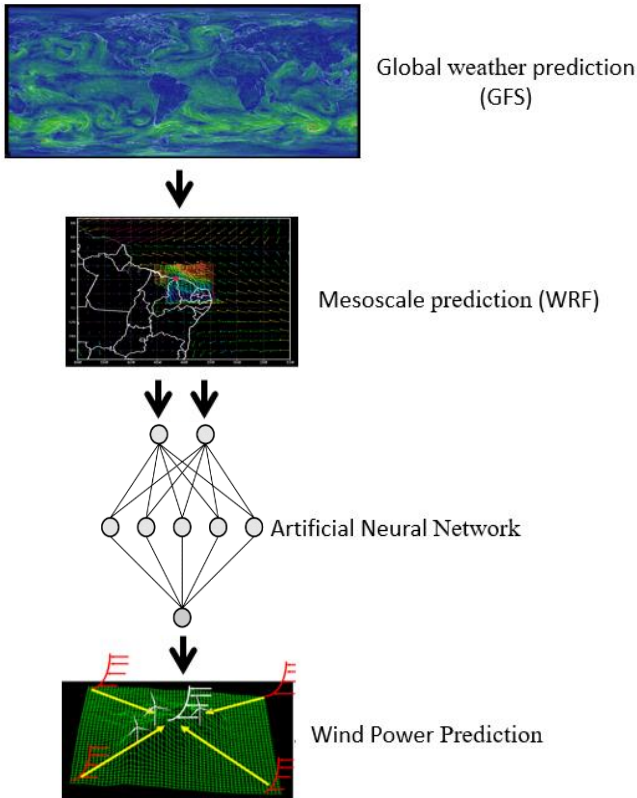 Global weather prediction
(GFS)
Mesoscale prediction (WRF)
Artificial Neural Network
Wind Power Prediction